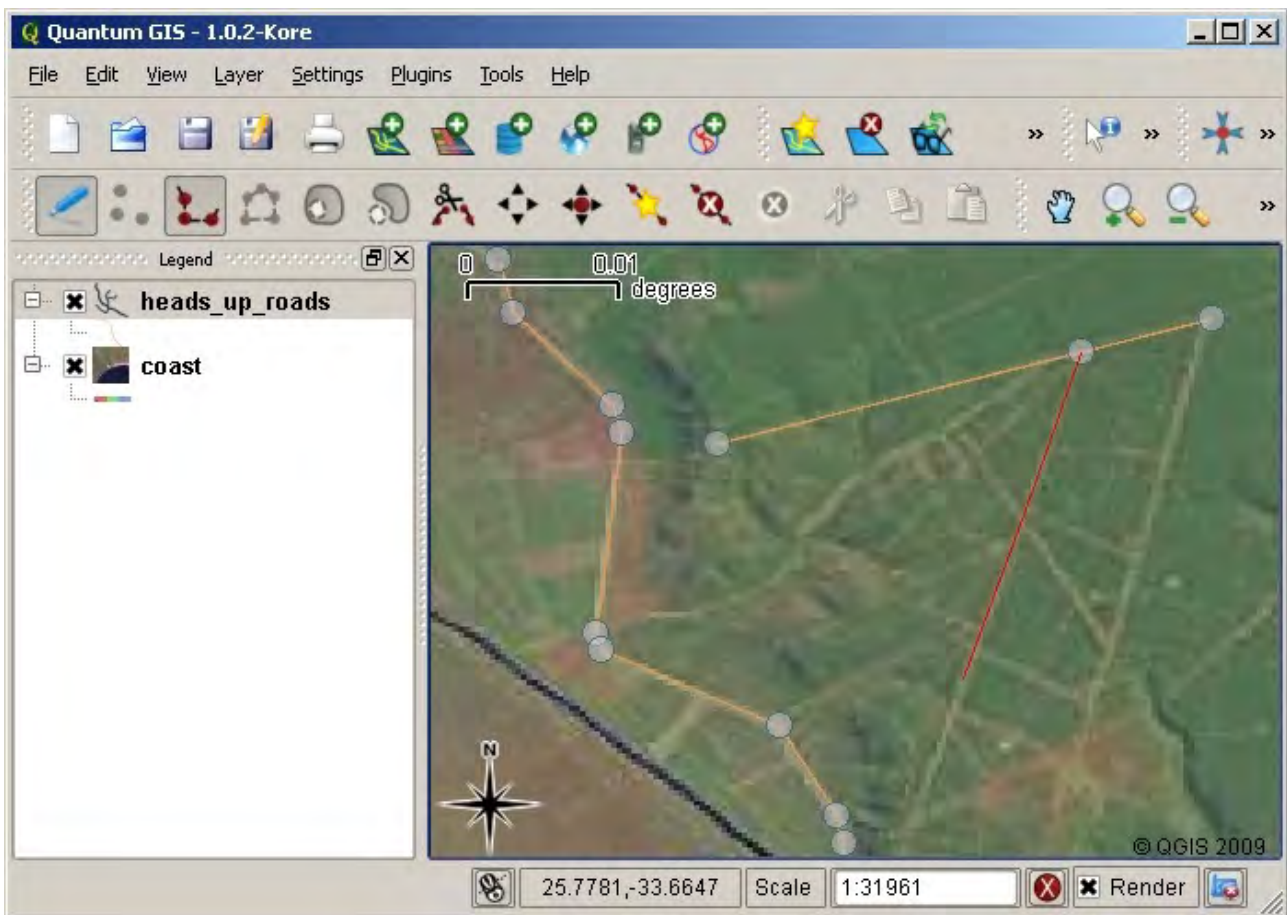 Quantum GIS - 1.0.2-Kore
File Edit View Layer Settings Plugins Tools Help
Legend
heads_up_roads
coast
0 0.01
degrees
N
© QGIS 2009
25.7781,-33.6647 Scale 1:31961 Render